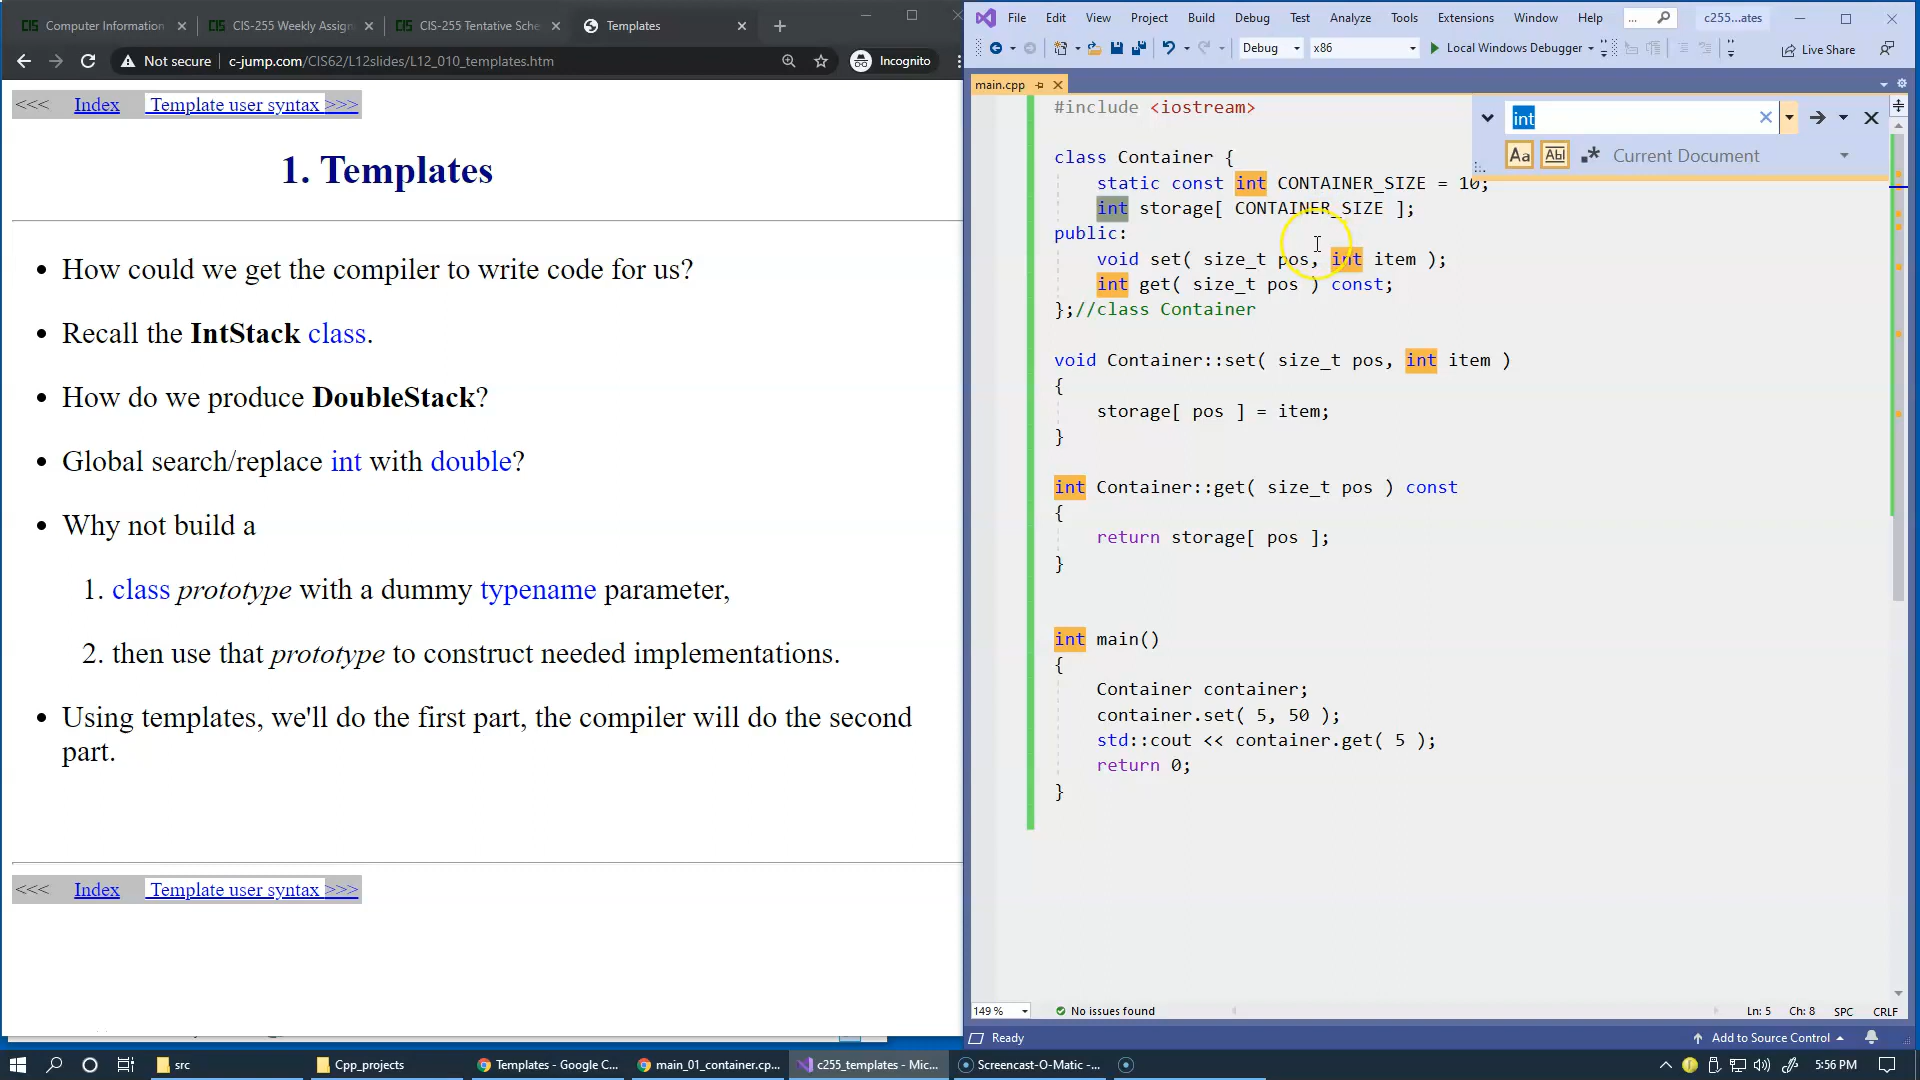 Computer Information
CIS-255 Weekly Assign
CIS-255 Tentative Sche
Templates
Not secure
c-jump.com/CIS62/L12slides/L12_010_templates.htm
Incognito
<<< Index Template user syntax >>>
1. Templates
• How could we get the compiler to write code for us?
• Recall the IntStack class.
• How do we produce DoubleStack?
• Global search/replace int with double?
• Why not build a
1. class prototype with a dummy typename parameter,
2. then use that prototype to construct needed implementations.
• Using templates, we'll do the first part, the compiler will do the second
part.
<<< Index Template user syntax >>>
File Edit View Project Build Debug Test Analyze Tools Extensions Window Help ... c255...ates
Debug x86 Local Windows Debugger Live Share
main.cpp
int
Aa Abl .* Current Document
#include <iostream>
class Container {
static const int CONTAINER_SIZE = 10;
int storage[ CONTAINER_SIZE ];
public:
void set( size_t pos, int item );
int get( size_t pos ) const;
};//class Container
void Container::set( size_t pos, int item )
{
storage[ pos ] = item;
}
int Container::get( size_t pos ) const
{
return storage[ pos ];
}
int main()
{
Container container;
container.set( 5, 50 );
std::cout << container.get( 5 );
return 0;
}
149 % No issues found Ln: 5 Ch: 8 SPC CRLF
Ready Add to Source Control
src
Cpp_projects
Templates - Google C...
main_01_container.cp...
c255_templates - Mic...
Screencast-O-Matic -...
5:56 PM